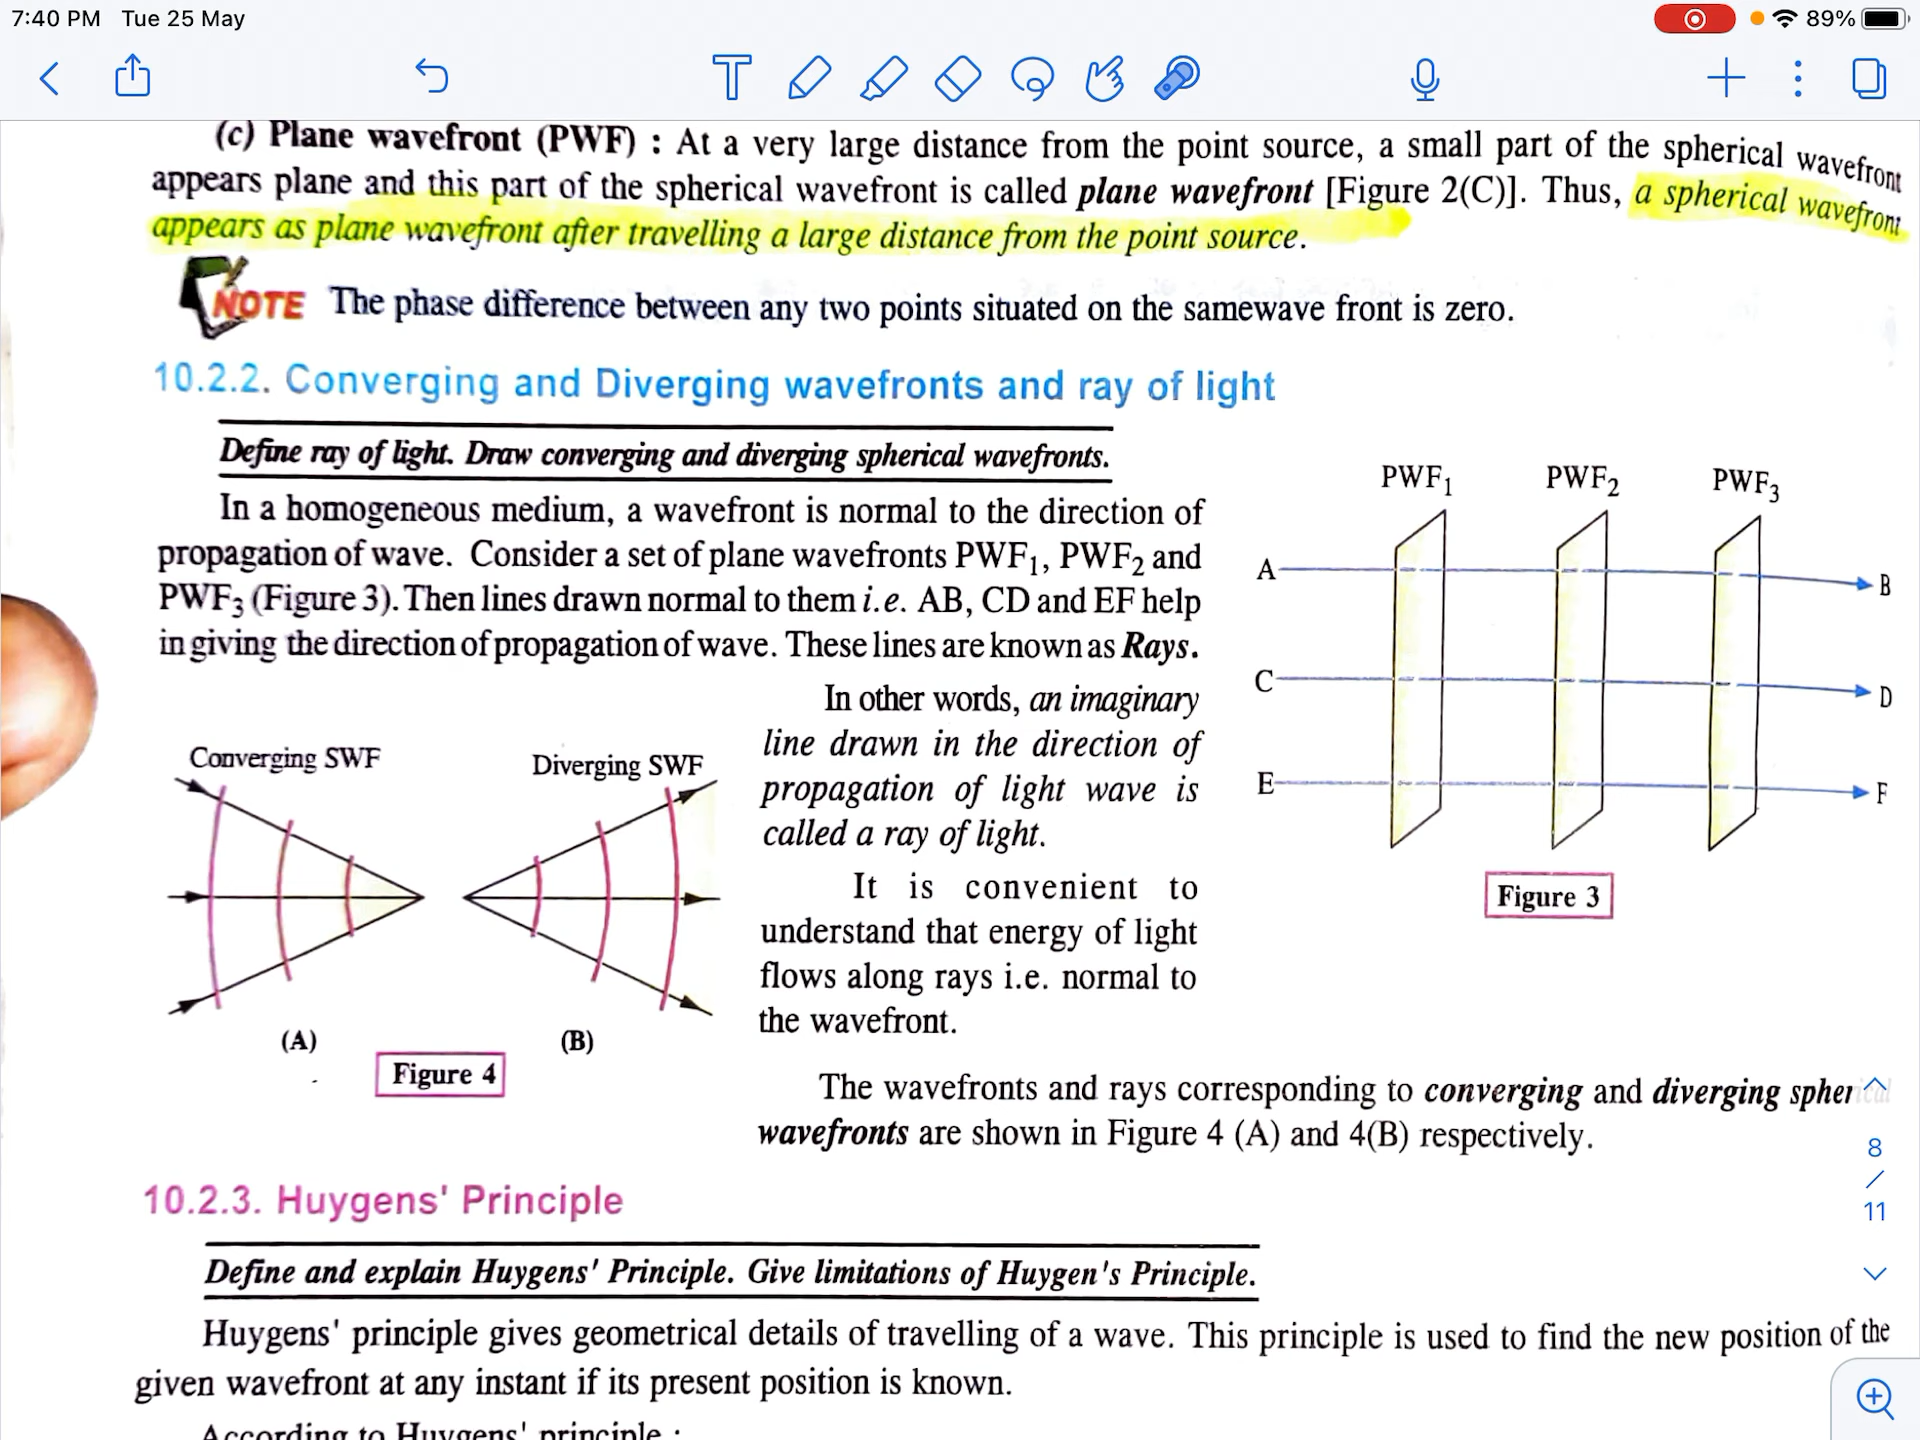 7:40 PM Tue 25 May
89%
(c) Plane wavefront (PWF) : At a very large distance from the point source, a small part of the spherical wavefront
appears plane and this part of the spherical wavefront is called plane wavefront [Figure 2(C)]. Thus, a spherical wavefront
appears as plane wavefront after travelling a large distance from the point source.
NOTE The phase difference between any two points situated on the samewave front is zero.
10.2.2. Converging and Diverging wavefronts and ray of light
Define ray of light. Draw converging and diverging spherical wavefronts.
In a homogeneous medium, a wavefront is normal to the direction of
propagation of wave. Consider a set of plane wavefronts PWF₁, PWF₂ and
PWF₃ (Figure 3). Then lines drawn normal to them i.e. AB, CD and EF help
in giving the direction of propagation of wave. These lines are known as Rays.
PWF₁ PWF₂ PWF₃
A B
C D
E F
Figure 3
In other words, an imaginary
line drawn in the direction of
propagation of light wave is
called a ray of light.
It is convenient to
understand that energy of light
flows along rays i.e. normal to
the wavefront.
Converging SWF Diverging SWF
(A) (B)
Figure 4
The wavefronts and rays corresponding to converging and diverging spherical
wavefronts are shown in Figure 4 (A) and 4(B) respectively.
8
/
11
10.2.3. Huygens' Principle
Define and explain Huygens' Principle. Give limitations of Huygen's Principle.
Huygens' principle gives geometrical details of travelling of a wave. This principle is used to find the new position of the
given wavefront at any instant if its present position is known.
According to Huygens' principle :